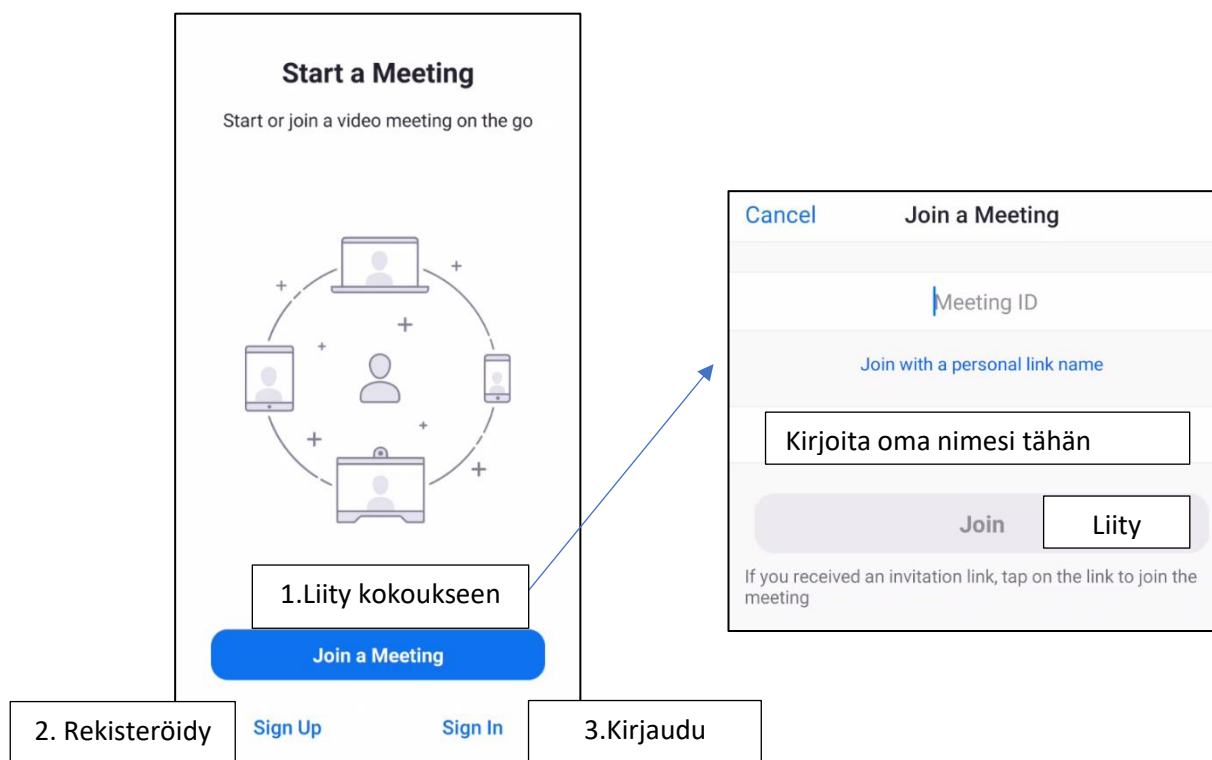 Start a Meeting
Start or join a video meeting on the go
1.Liity kokoukseen
Join a Meeting
2. Rekisteröidy
Sign Up
Sign In
3.Kirjaudu
Cancel
Join a Meeting
Meeting ID
Join with a personal link name
Kirjoita oma nimesi tähän
Join
Liity
If you received an invitation link, tap on the link to join the
meeting